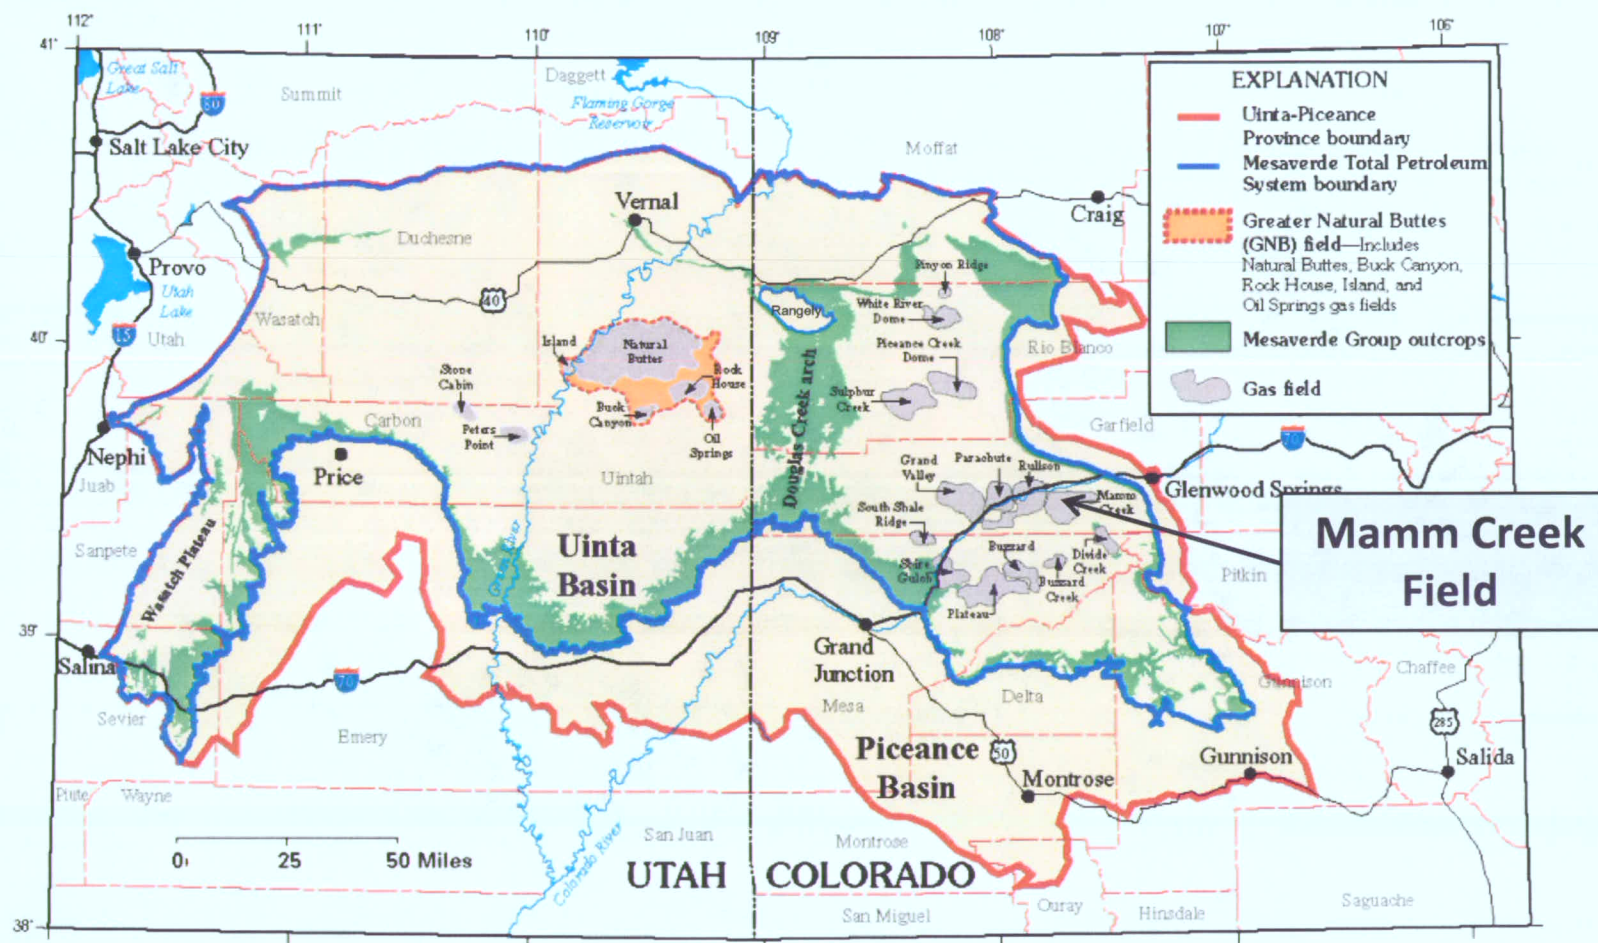 112°
111°
110°
109°
108°
107°
106°
41°
40°
39°
38°
Great Salt
Lake
80
Summit
Daggett
Flaming Gorge
Reservoir
Moffat
Salt Lake City
Vernal
Craig
Duchesne
Provo
Utah
Lake
15
Utah
Wasatch
40
Rangely
Pinyon Ridge
White River
Dome
Piceance Creek
Dome
Rio Blanco
Island
Natural
Buttes
Rock
House
Stone
Cabin
Buck
Canyon
Oil
Springs
Peters
Point
Sulphur
Creek
Douglas Creek arch
Carbon
Garfield
70
Nephi
Juab
Price
Uintah
Grand
Valley
Parachute
Rulison
Mamm
Creek
Glenwood Springs
South Shale
Ridge
Sanpete
Wasatch Plateau
Green River
Uinta
Basin
Shire
Gulch
Buzzard
Buzzard
Creek
Divide
Creek
Plateau
Pitkin
Mamm Creek
Field
Salina
70
Grand
Junction
Mesa
Delta
Gunnison
Chaffee
Sevier
Emery
Piceance
Basin
50
Montrose
Gunnison
285
Salida
Piute
Wayne
San Juan
Montrose
Colorado River
0
25
50 Miles
UTAH
COLORADO
San Miguel
Ouray
Hinsdale
Saguache
EXPLANATION
Uinta-Piceance
Province boundary
Mesaverde Total Petroleum
System boundary
Greater Natural Buttes
(GNB) field—Includes
Natural Buttes, Buck Canyon,
Rock House, Island, and
Oil Springs gas fields
Mesaverde Group outcrops
Gas field